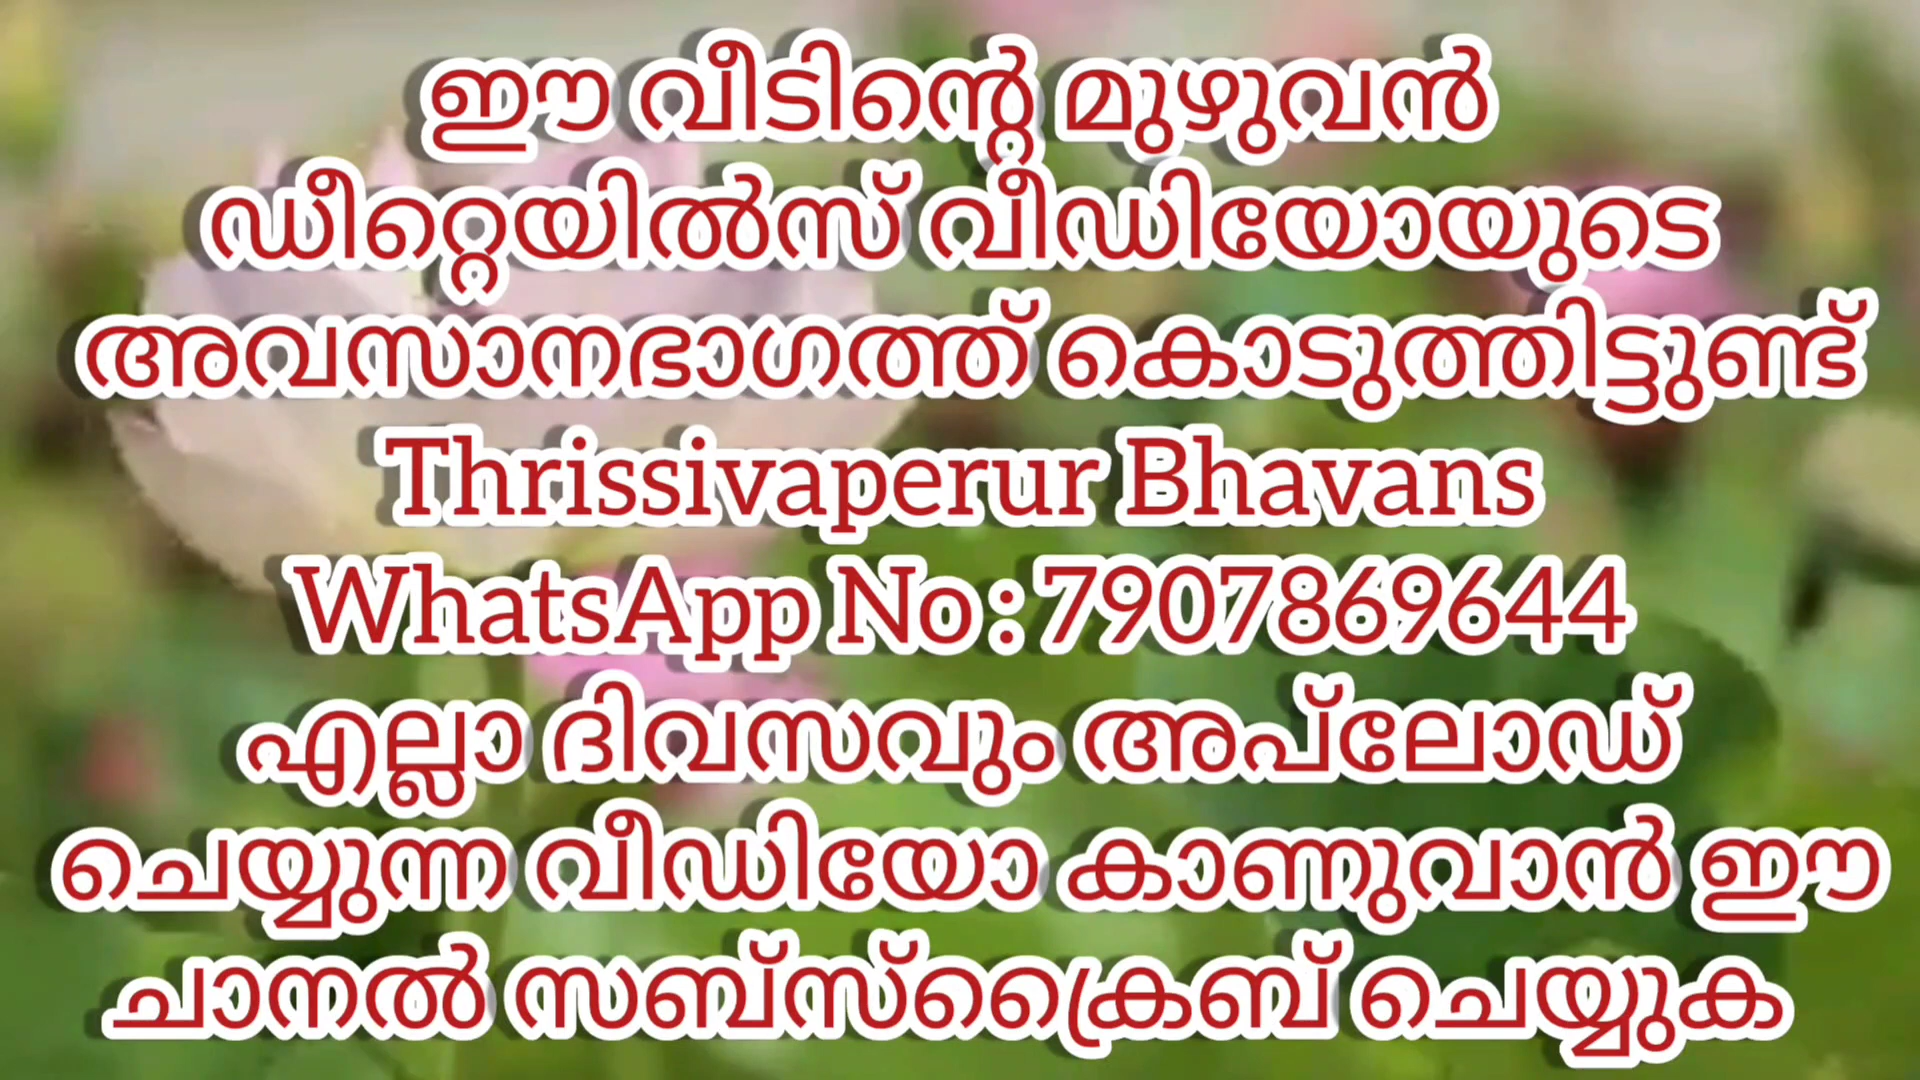 ഈ വീടിന്റെ മുഴുവൻ
ഡീറ്റെയിൽസ് വീഡിയോയുടെ
അവസാനഭാഗത്ത് കൊടുത്തിട്ടുണ്ട്
Thrissivaperur Bhavans
WhatsApp No:7907869644
എല്ലാ ദിവസവും അപ്‌ലോഡ്
ചെയ്യുന്ന വീഡിയോ കാണുവാൻ ഈ
ചാനൽ സബ്സ്ക്രൈബ് ചെയ്യുക